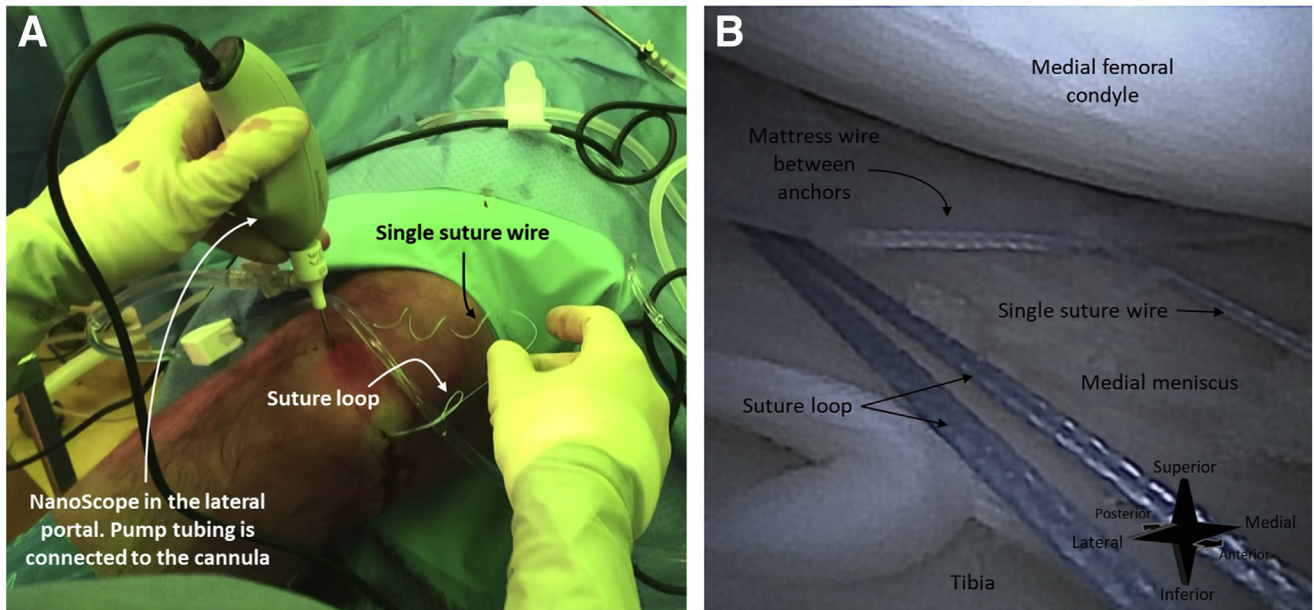 A
Single suture wire
Suture loop
NanoScope in the lateral
portal. Pump tubing is
connected to the cannula
B
Medial femoral
condyle
Mattress wire
between
anchors
Single suture wire
Medial meniscus
Suture loop
Superior
Posterior
Medial
Lateral
Anterior
Inferior
Tibia